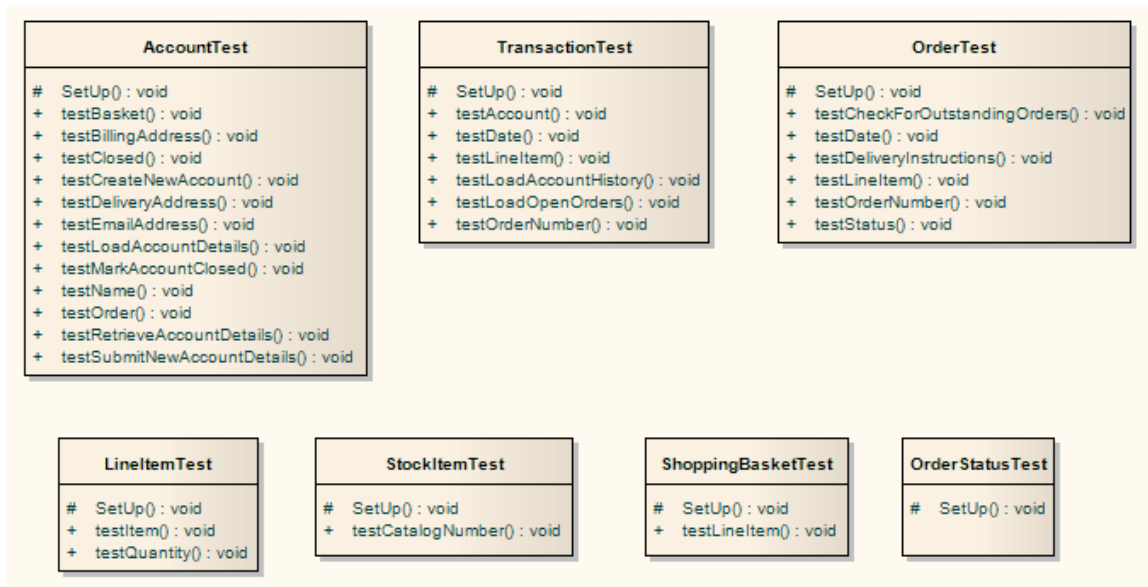 AccountTest
# SetUp() : void
+ testBasket() : void
+ testBillingAddress() : void
+ testClosed() : void
+ testCreateNewAccount() : void
+ testDeliveryAddress() : void
+ testEmailAddress() : void
+ testLoadAccountDetails() : void
+ testMarkAccountClosed() : void
+ testName() : void
+ testOrder() : void
+ testRetrieveAccountDetails() : void
+ testSubmitNewAccountDetails() : void
TransactionTest
# SetUp() : void
+ testAccount() : void
+ testDate() : void
+ testLineItem() : void
+ testLoadAccountHistory() : void
+ testLoadOpenOrders() : void
+ testOrderNumber() : void
OrderTest
# SetUp() : void
+ testCheckForOutstandingOrders() : void
+ testDate() : void
+ testDeliveryInstructions() : void
+ testLineItem() : void
+ testOrderNumber() : void
+ testStatus() : void
LineItemTest
# SetUp() : void
+ testItem() : void
+ testQuantity() : void
StockItemTest
# SetUp() : void
+ testCatalogNumber() : void
ShoppingBasketTest
# SetUp() : void
+ testLineItem() : void
OrderStatusTest
# SetUp() : void